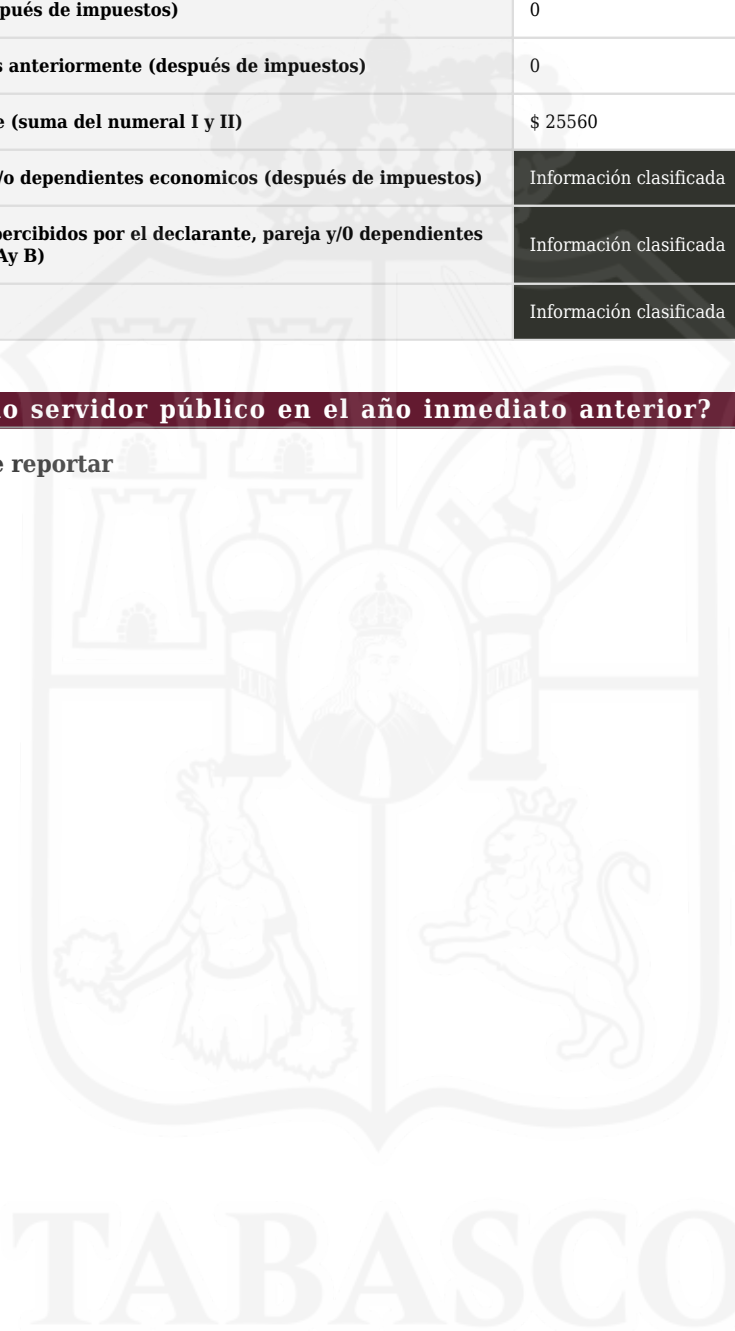 pués de impuestos) 0
s anteriormente (después de impuestos) 0
e (suma del numeral I y II) $ 25560
/o dependientes economicos (después de impuestos) Información clasificada
percibidos por el declarante, pareja y/0 dependientes
Ay B) Información clasificada
Información clasificada
o servidor público en el año inmediato anterior?
e reportar
PLUS ULTRA
TABASCO